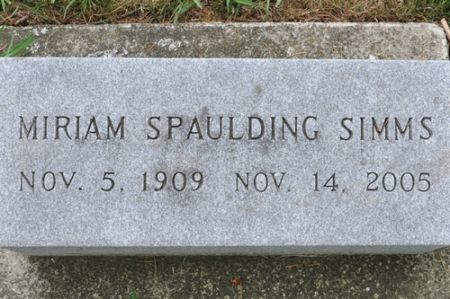 MIRIAM SPAULDING SIMMS
NOV. 5, 1909 NOV. 14, 2005